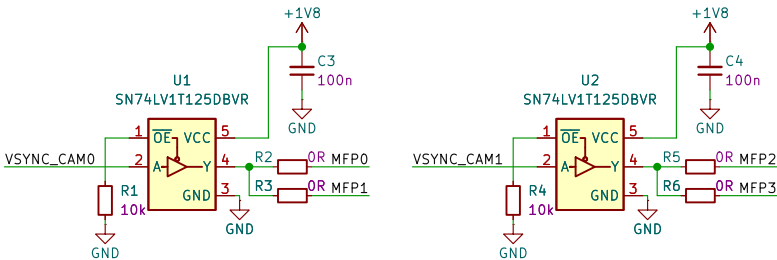 +1V8
C3
100n
GND
U1
SN74LV1T125DBVR
1 OE VCC 5
VSYNC_CAM0 2 A Y 4 R2 0R MFP0
R3 0R MFP1
GND 3
R1
10k
GND
GND
+1V8
C4
100n
GND
U2
SN74LV1T125DBVR
1 OE VCC 5
VSYNC_CAM1 2 A Y 4 R5 0R MFP2
R6 0R MFP3
GND 3
R4
10k
GND
GND